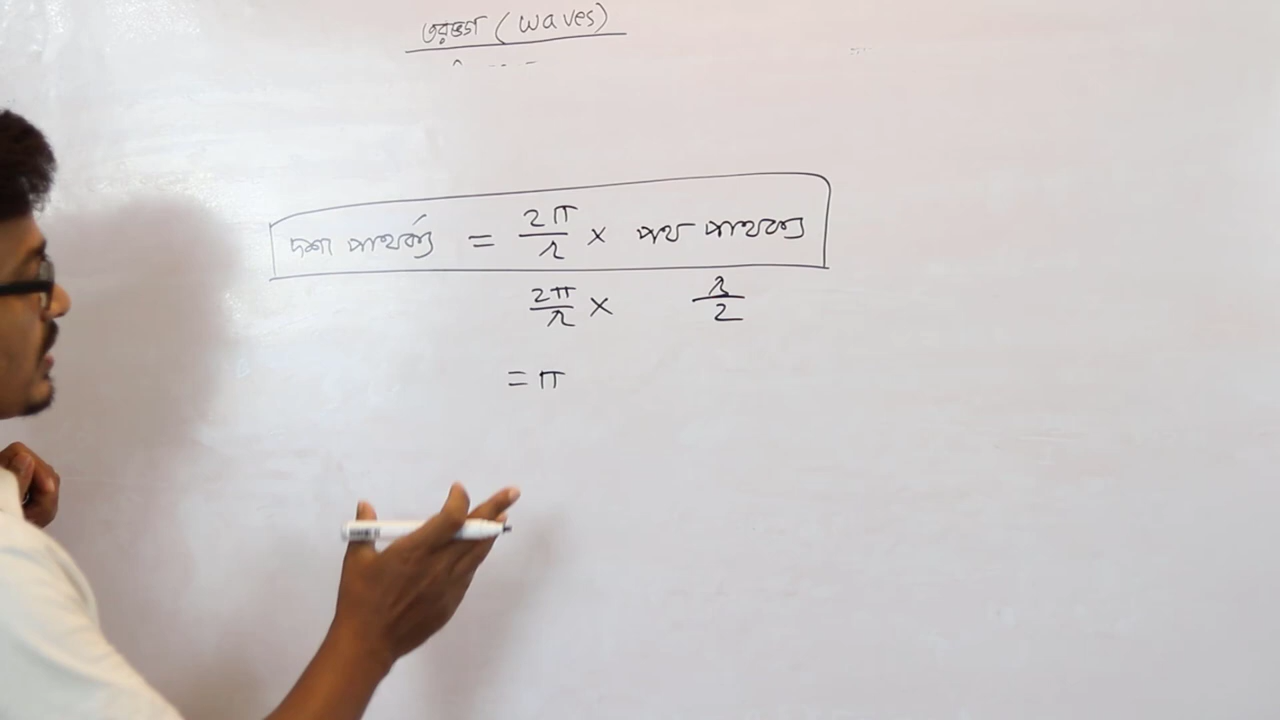 তরঙ্গ (waves)
দশা পার্থক্য = 2π/λ × পথ পার্থক্য
2π/λ × λ/2
= π